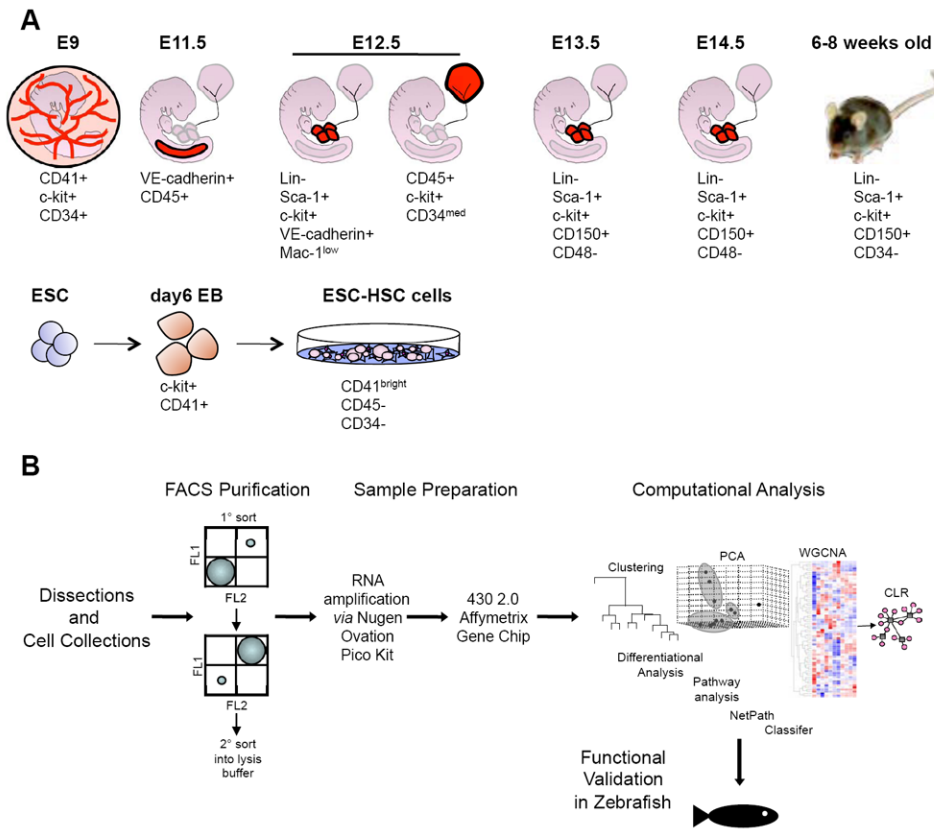 A
E9
E11.5
E12.5
E13.5
E14.5
6-8 weeks old
CD41+
c-kit+
CD34+
VE-cadherin+
CD45+
Lin-
Sca-1+
c-kit+
VE-cadherin+
Mac-1low
CD45+
c-kit+
CD34med
Lin-
Sca-1+
c-kit+
CD150+
CD48-
Lin-
Sca-1+
c-kit+
CD150+
CD48-
Lin-
Sca-1+
c-kit+
CD150+
CD34-
ESC
day6 EB
ESC-HSC cells
c-kit+
CD41+
CD41bright
CD45-
CD34-
B
FACS Purification
Sample Preparation
Computational Analysis
Dissections
and
Cell Collections
1° sort
FL1
FL2
FL1
FL2
2° sort
into lysis
buffer
RNA
amplification
via Nugen
Ovation
Pico Kit
430 2.0
Affymetrix
Gene Chip
Clustering
PCA
WGCNA
CLR
Differentiational
Analysis
Pathway
analysis
NetPath
Classifer
Functional
Validation
in Zebrafish